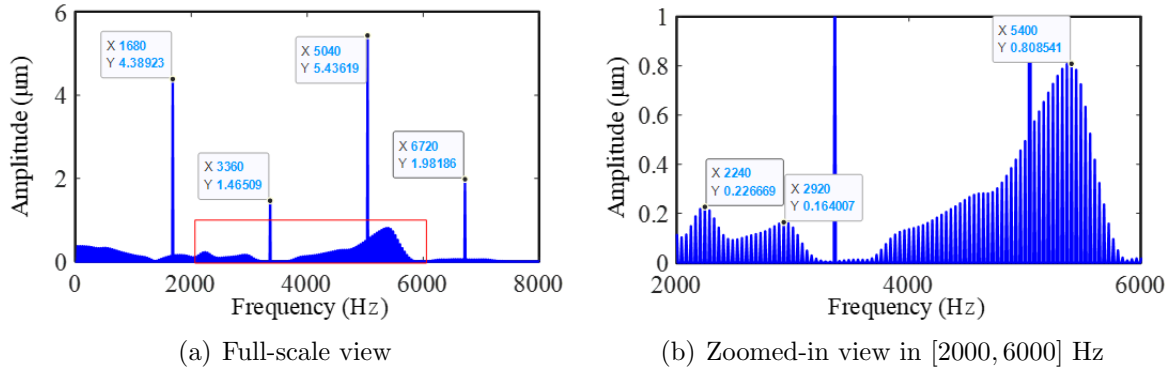 6
4
2
0
Amplitude (μm)
X 1680
Y 4.38923
X 5040
Y 5.43619
X 3360
Y 1.46509
X 6720
Y 1.98186
0 2000 4000 6000 8000
Frequency (Hz)
(a) Full-scale view
1
0.8
0.6
0.4
0.2
0
Amplitude (μm)
X 5400
Y 0.808541
X 2240
Y 0.226669
X 2920
Y 0.164007
2000 4000 6000
Frequency (Hz)
(b) Zoomed-in view in [2000, 6000] Hz